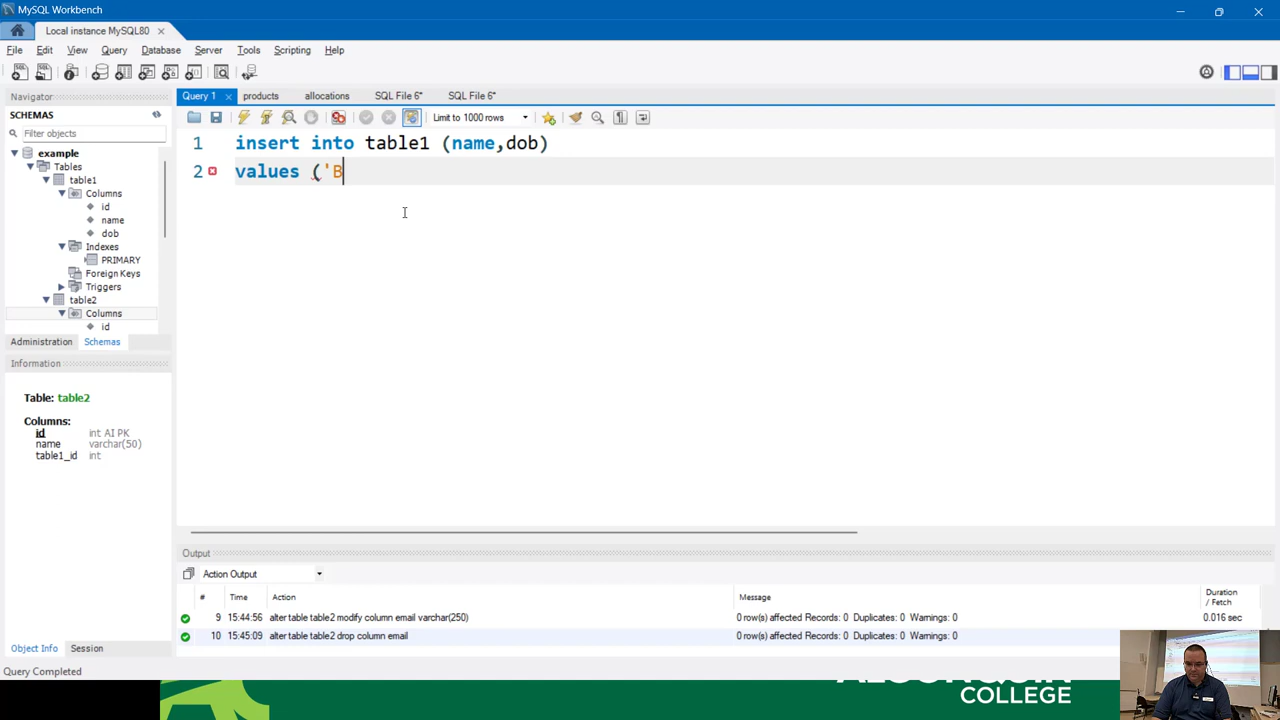 MySQL Workbench
Local instance MySQL80
File Edit View Query Database Server Tools Scripting Help
Navigator
SCHEMAS
Filter objects
example
Tables
table1
Columns
id
name
dob
Indexes
PRIMARY
Foreign Keys
Triggers
table2
Columns
id
Administration Schemas
Information
Table: table2
Columns:
id int AI PK
name varchar(50)
table1_id int
Object Info Session
Query Completed
Query 1 products allocations SQL File 6* SQL File 6*
Limit to 1000 rows
1 insert into table1 (name,dob)
2 values ('B
Output
Action Output
# Time Action Message Duration / Fetch
9 15:44:56 alter table table2 modify column email varchar(250) 0 row(s) affected Records: 0 Duplicates: 0 Warnings: 0 0.016 sec
10 15:45:09 alter table table2 drop column email 0 row(s) affected Records: 0 Duplicates: 0 Warnings: 0
COLLEGE